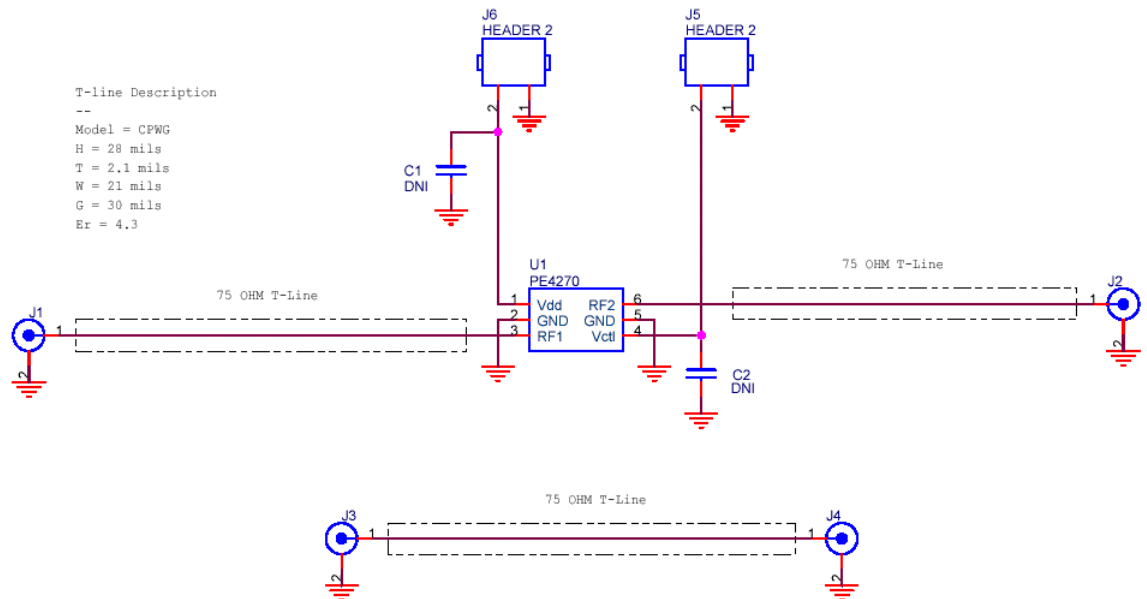 J6
HEADER 2
2
1
J5
HEADER 2
2
1
T-line Description
--
Model = CPWG
H = 28 mils
T = 2.1 mils
W = 21 mils
G = 30 mils
Er = 4.3
C1
DNI
U1
PE4270
1 Vdd RF2 6
2 GND GND 5
3 RF1 Vctl 4
75 OHM T-Line
75 OHM T-Line
J1
1
2
J2
1
2
C2
DNI
75 OHM T-Line
J3
1
2
J4
1
2